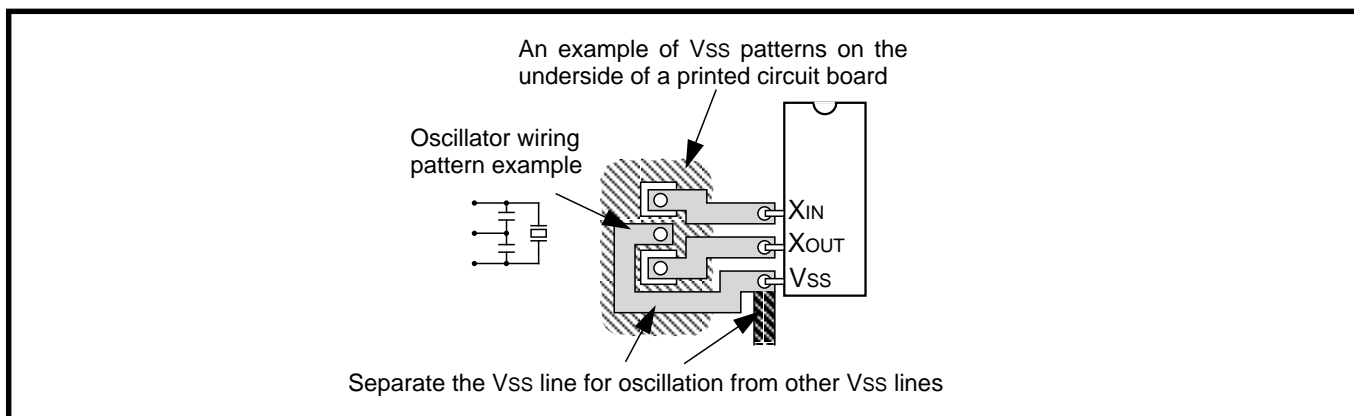 An example of VSS patterns on the
underside of a printed circuit board
Oscillator wiring
pattern example
XIN
XOUT
VSS
Separate the VSS line for oscillation from other VSS lines